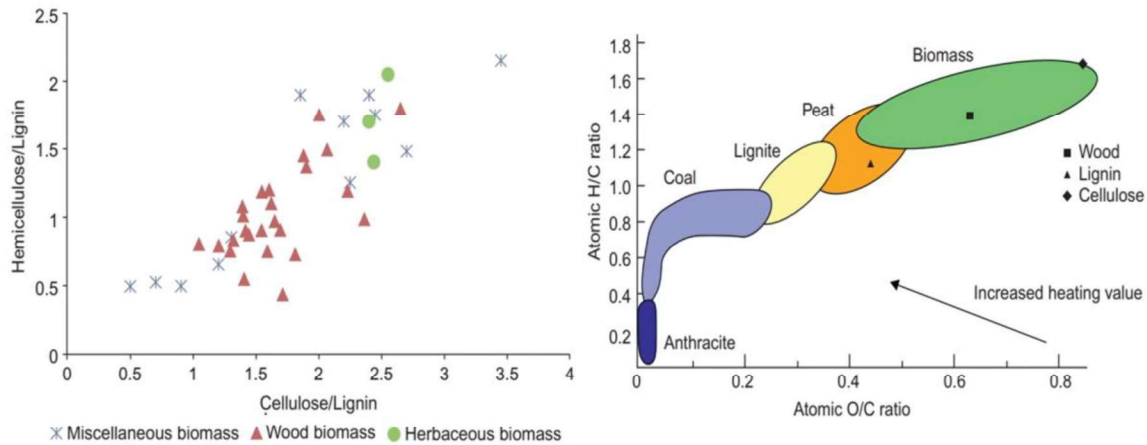 2.5
2
1.5
1
0.5
0
0 0.5 1 1.5 2 2.5 3 3.5 4
Hemicellulose/Lignin
Cellulose/Lignin
Miscellaneous biomass Wood biomass Herbaceous biomass
1.8
1.6
1.4
1.2
1.0
0.8
0.6
0.4
0.2
0 0.2 0.4 0.6 0.8
Atomic H/C ratio
Atomic O/C ratio
Biomass
Peat
Lignite
Coal
Anthracite
Wood
Lignin
Cellulose
Increased heating value